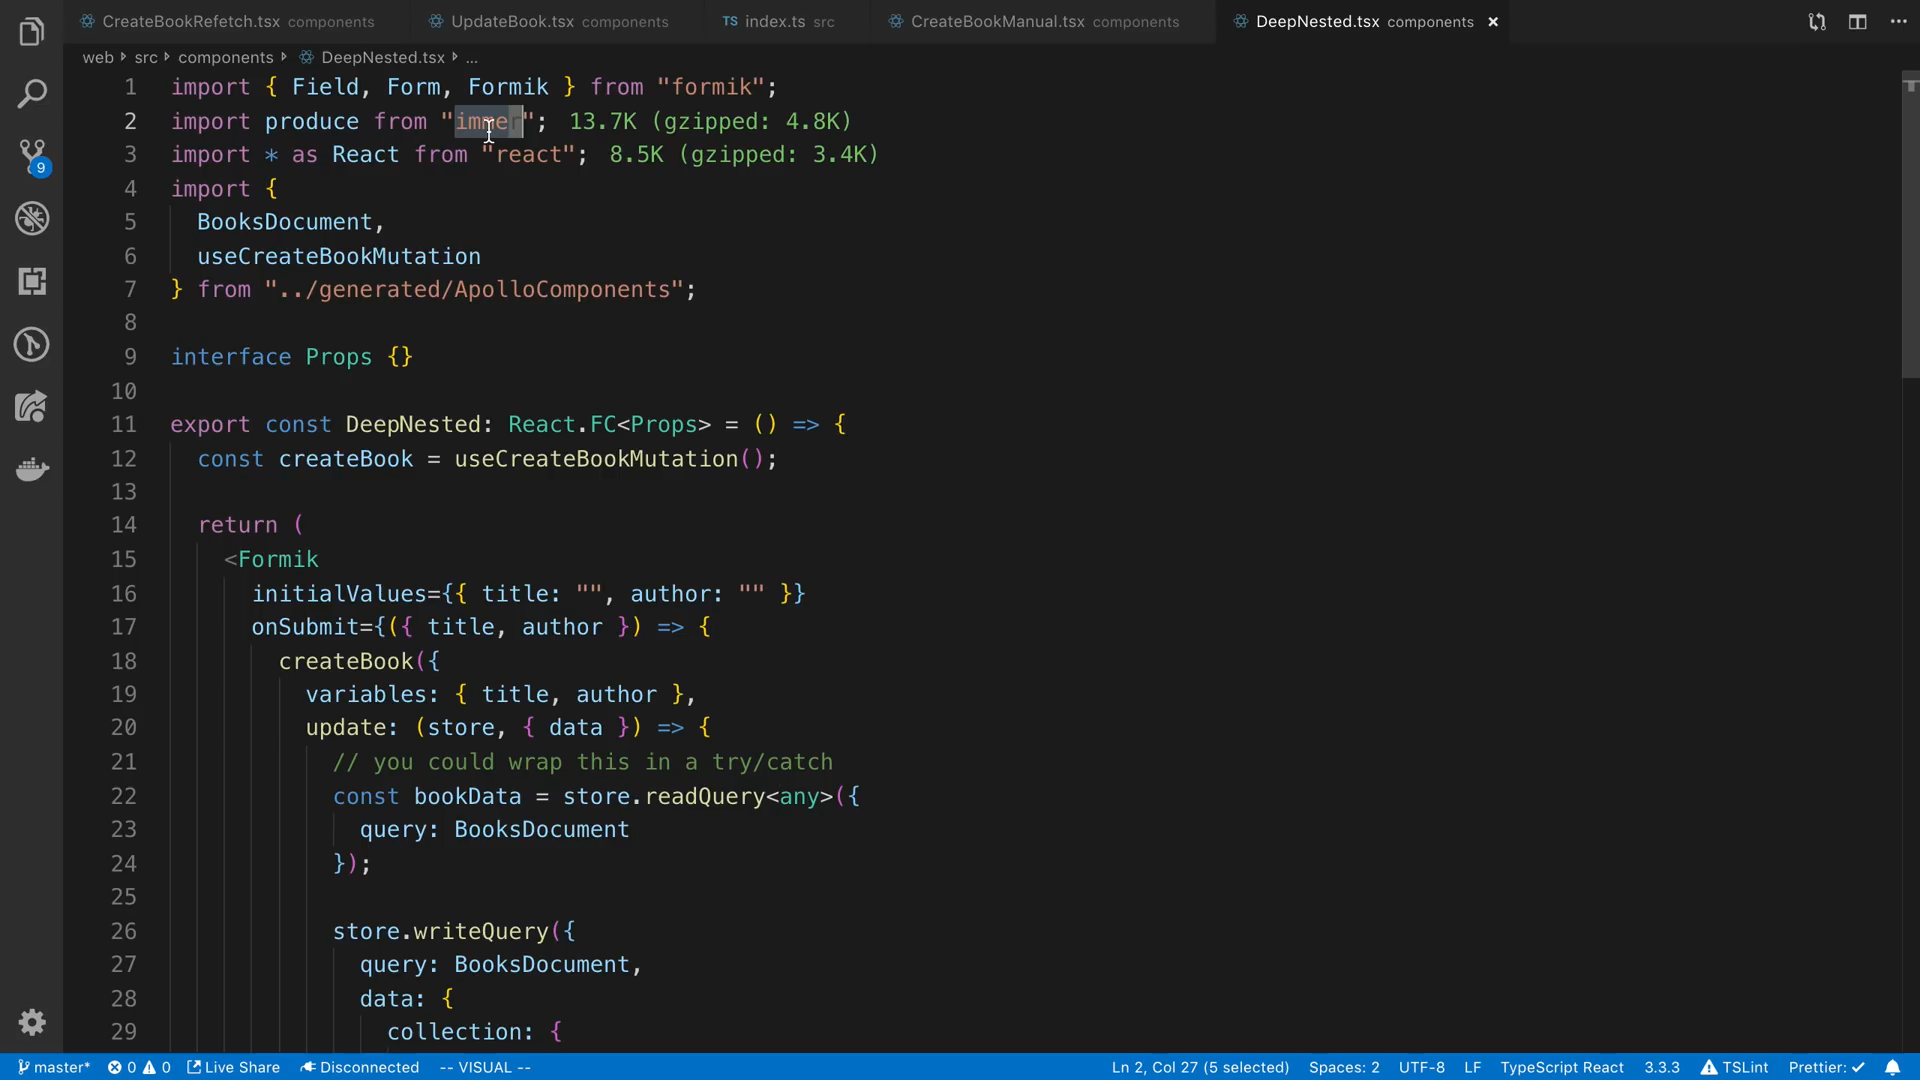 CreateBookRefetch.tsx components UpdateBook.tsx components TS index.ts src CreateBookManual.tsx components DeepNested.tsx components ×
web src components DeepNested.tsx ...
1 import { Field, Form, Formik } from "formik";
2 import produce from "immer"; 13.7K (gzipped: 4.8K)
3 import * as React from "react"; 8.5K (gzipped: 3.4K)
4 import {
5 BooksDocument,
6 useCreateBookMutation
7 } from "../generated/ApolloComponents";
8
9 interface Props {}
10
11 export const DeepNested: React.FC<Props> = () => {
12 const createBook = useCreateBookMutation();
13
14 return (
15 <Formik
16 initialValues={{ title: "", author: "" }}
17 onSubmit={({ title, author }) => {
18 createBook({
19 variables: { title, author },
20 update: (store, { data }) => {
21 // you could wrap this in a try/catch
22 const bookData = store.readQuery<any>({
23 query: BooksDocument
24 });
25
26 store.writeQuery({
27 query: BooksDocument,
28 data: {
29 collection: {
9
master* 0 0 Live Share Disconnected -- VISUAL -- Ln 2, Col 27 (5 selected) Spaces: 2 UTF-8 LF TypeScript React 3.3.3 TSLint Prettier: ✓